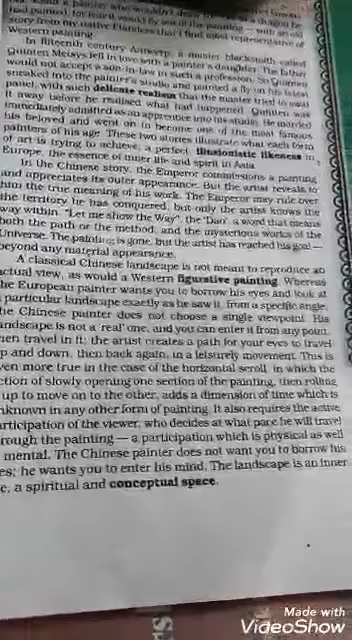 had painted, for fear it would fly out of the painting — with an old
story from my native Flanders that I find most representative of
Western painting.
In fifteenth century Antwerp, a master blacksmith called
Quinten Metsys fell in love with a painter's daughter. The father
would not accept a son-in-law in such a profession. So Quinten
sneaked into the painter's studio and painted a fly on his latest
panel, with such delicate realism that the master tried to swat
it away before he realised what had happened. Quinten was
immediately admitted as an apprentice into his studio. He married
his beloved and went on to become one of the most famous
painters of his age. These two stories illustrate what each form
of art is trying to achieve: a perfect, illusionistic likeness in
Europe, the essence of inner life and spirit in Asia.
In the Chinese story, the Emperor commissions a painting
and appreciates its outer appearance. But the artist reveals to
him the true meaning of his work. The Emperor may rule over
the territory he has conquered, but only the artist knows the
way within. "Let me show the Way", the 'Dao', a word that means
both the path or the method, and the mysterious works of the
Universe. The painting is gone, but the artist has reached his goal —
beyond any material appearance.
A classical Chinese landscape is not meant to reproduce an
actual view, as would a Western figurative painting. Whereas
the European painter wants you to borrow his eyes and look at
particular landscape exactly as he saw it, from a specific angle,
the Chinese painter does not choose a single viewpoint. His
landscape is not a 'real' one, and you can enter it from any point,
then travel in it; the artist creates a path for your eyes to travel
up and down, then back again, in a leisurely movement. This is
ven more true in the case of the horizontal scroll, in which the
ction of slowly opening one section of the painting, then rolling
up to move on to the other, adds a dimension of time which is
nknown in any other form of painting. It also requires the active
articipation of the viewer, who decides at what pace he will travel
rough the painting — a participation which is physical as well
mental. The Chinese painter does not want you to borrow his
es; he wants you to enter his mind. The landscape is an inner
e, a spiritual and conceptual space.
Made with
VideoShow